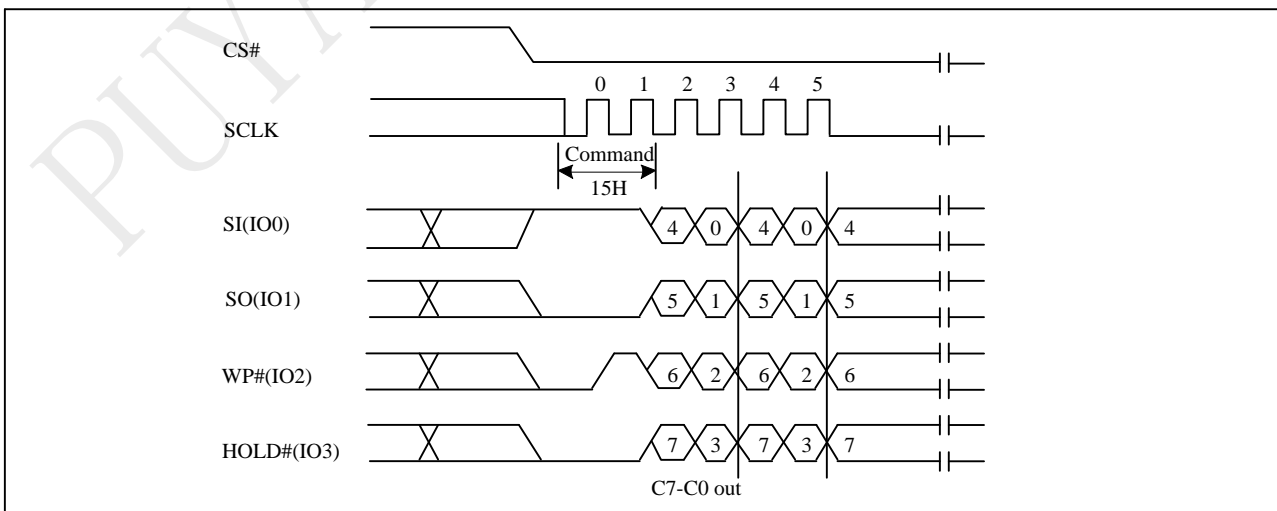 PUYA
CS#
0 1 2 3 4 5
SCLK
Command
15H
SI(IO0) 4 0 4 0 4
SO(IO1) 5 1 5 1 5
WP#(IO2) 6 2 6 2 6
HOLD#(IO3) 7 3 7 3 7
C7-C0 out